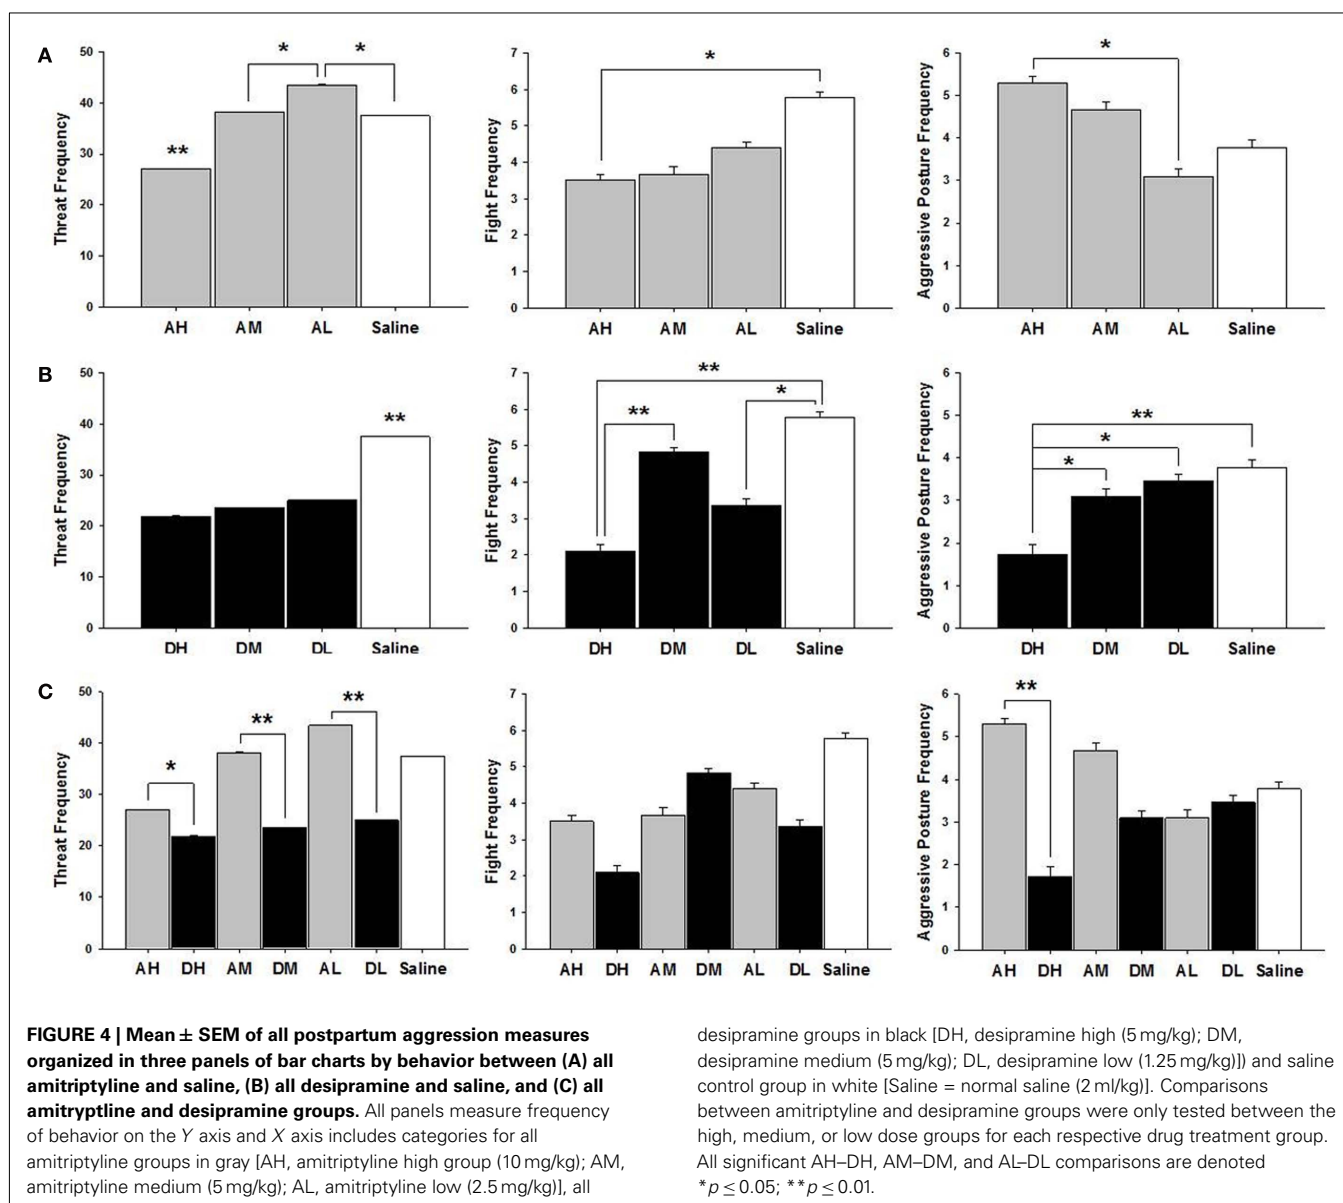 A
Threat Frequency
50
40
30
20
10
0
**
*
*
AH AM AL Saline
Fight Frequency
7
6
5
4
3
2
1
0
*
AH AM AL Saline
Aggressive Posture Frequency
6
5
4
3
2
1
0
*
AH AM AL Saline
B
Threat Frequency
50
40
30
20
10
0
**
DH DM DL Saline
Fight Frequency
7
6
5
4
3
2
1
0
**
**
*
DH DM DL Saline
Aggressive Posture Frequency
6
5
4
3
2
1
0
**
*
*
DH DM DL Saline
C
Threat Frequency
50
40
30
20
10
0
*
**
**
AH DH AM DM AL DL Saline
Fight Frequency
7
6
5
4
3
2
1
0
AH DH AM DM AL DL Saline
Aggressive Posture Frequency
6
5
4
3
2
1
0
**
AH DH AM DM AL DL Saline
FIGURE 4 | Mean ± SEM of all postpartum aggression measures
organized in three panels of bar charts by behavior between (A) all
amitriptyline and saline, (B) all desipramine and saline, and (C) all
amitryptline and desipramine groups. All panels measure frequency
of behavior on the Y axis and X axis includes categories for all
amitriptyline groups in gray [AH, amitriptyline high group (10 mg/kg); AM,
amitriptyline medium (5 mg/kg); AL, amitriptyline low (2.5 mg/kg)], all
desipramine groups in black [DH, desipramine high (5 mg/kg); DM,
desipramine medium (5 mg/kg); DL, desipramine low (1.25 mg/kg)]) and saline
control group in white [Saline = normal saline (2 ml/kg)]. Comparisons
between amitriptyline and desipramine groups were only tested between the
high, medium, or low dose groups for each respective drug treatment group.
All significant AH–DH, AM–DM, and AL–DL comparisons are denoted
*p ≤ 0.05; **p ≤ 0.01.